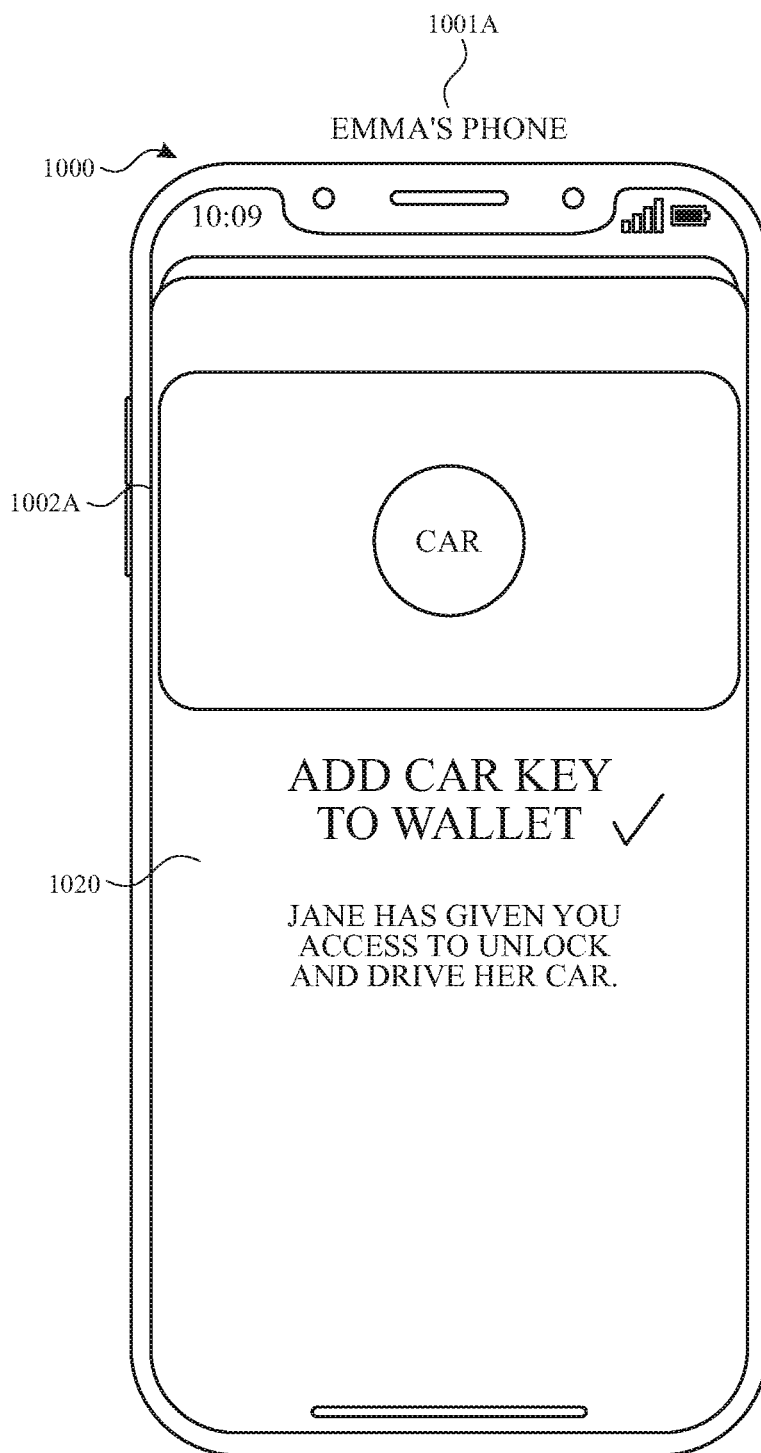 1001A
EMMA'S PHONE
1000
10:09
1002A
CAR
ADD CAR KEY
TO WALLET
1020
JANE HAS GIVEN YOU
ACCESS TO UNLOCK
AND DRIVE HER CAR.